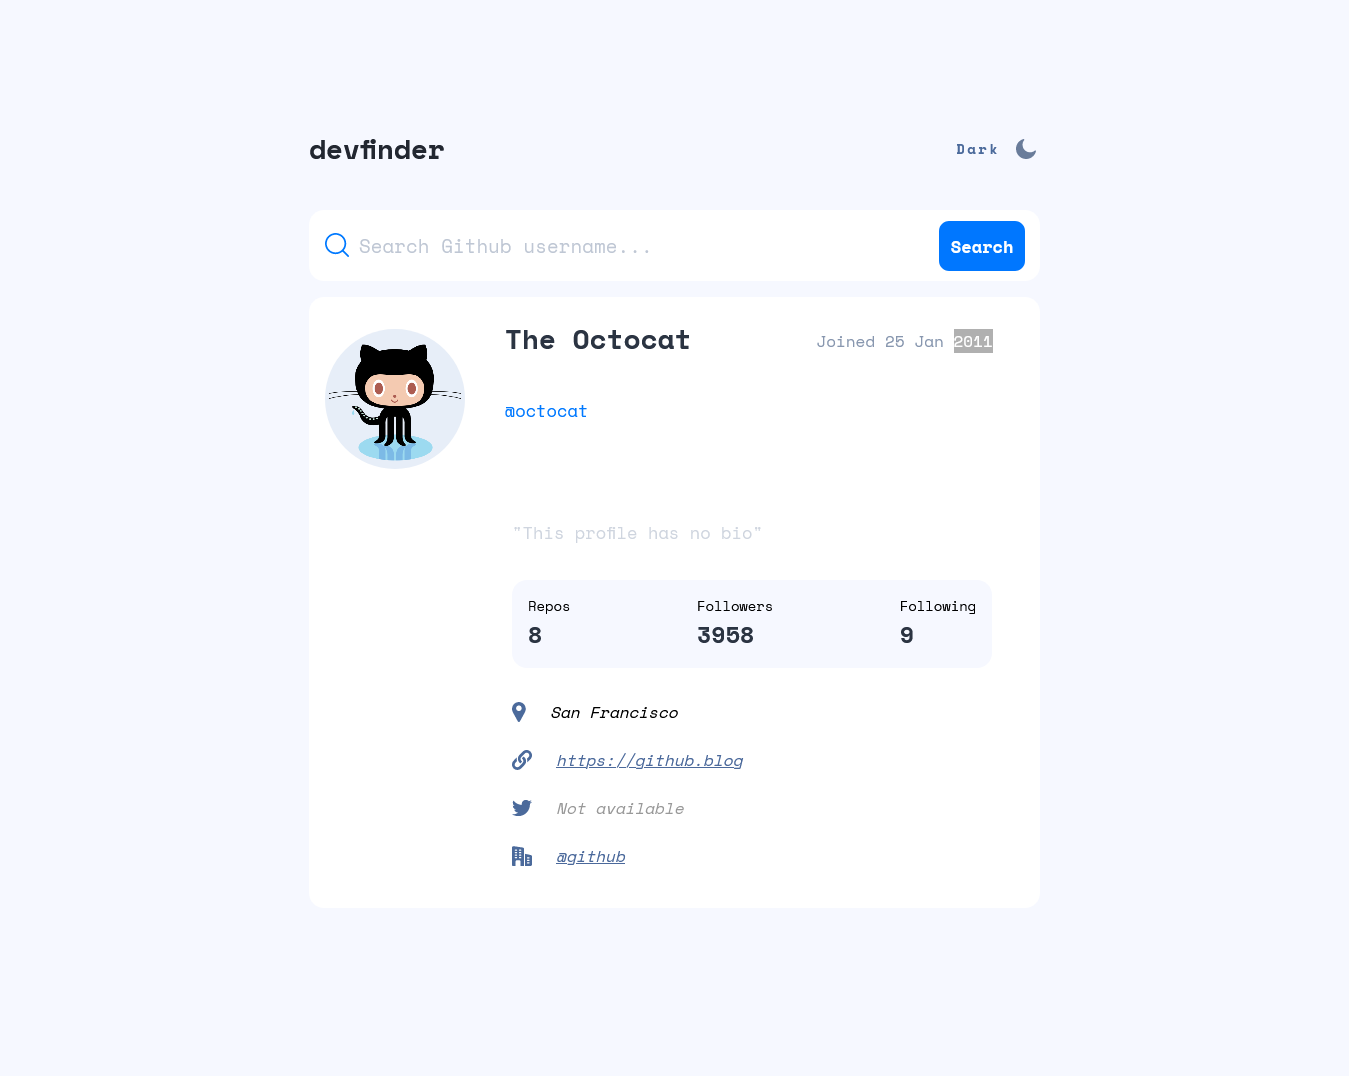 devfinder
Dark
Search Github username...
Search
The Octocat
Joined 25 Jan 2011
@octocat
"This profile has no bio"
Repos Followers Following
8 3958 9
San Francisco
https://github.blog
Not available
@github